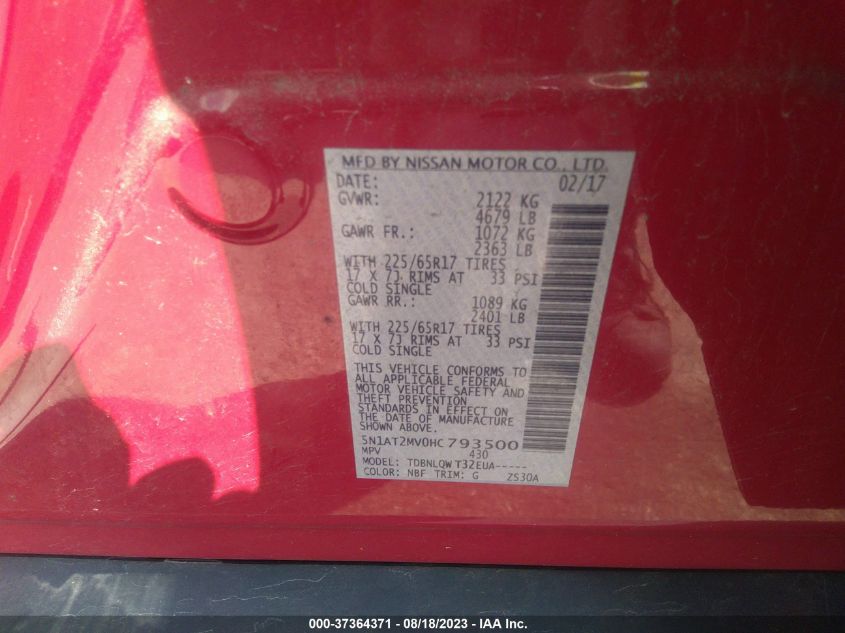 MFD BY NISSAN MOTOR CO., LTD.
DATE: 02/17
GVWR: 2122 KG
4679 LB
GAWR FR.: 1072 KG
2363 LB
WITH 225/65R17 TIRES
17 X 7J RIMS AT 33 PSI
COLD SINGLE
GAWR RR.: 1089 KG
2401 LB
WITH 225/65R17 TIRES
17 X 7J RIMS AT 33 PSI
COLD SINGLE
THIS VEHICLE CONFORMS TO
ALL APPLICABLE FEDERAL
MOTOR VEHICLE SAFETY AND
THEFT PREVENTION
STANDARDS IN EFFECT ON
THE DATE OF MANUFACTURE
SHOWN ABOVE.
5N1AT2MV0HC793500
MPV 430
MODEL: TDBNLQWT32EUA-----
COLOR: NBF TRIM: G ZS30A
000-37364371 - 08/18/2023 - IAA Inc.